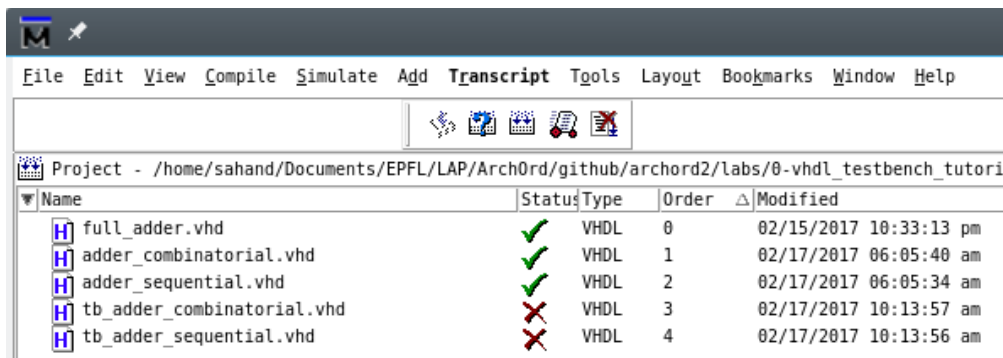 M
File Edit View Compile Simulate Add Transcript Tools Layout Bookmarks Window Help
Project - /home/sahand/Documents/EPFL/LAP/ArchOrd/github/archord2/labs/0-vhdl_testbench_tutori
Name Status Type Order Modified
H full_adder.vhd VHDL 0 02/15/2017 10:33:13 pm
H adder_combinatorial.vhd VHDL 1 02/17/2017 06:05:40 am
H adder_sequential.vhd VHDL 2 02/17/2017 06:05:34 am
H tb_adder_combinatorial.vhd VHDL 3 02/17/2017 10:13:57 am
H tb_adder_sequential.vhd VHDL 4 02/17/2017 10:13:56 am